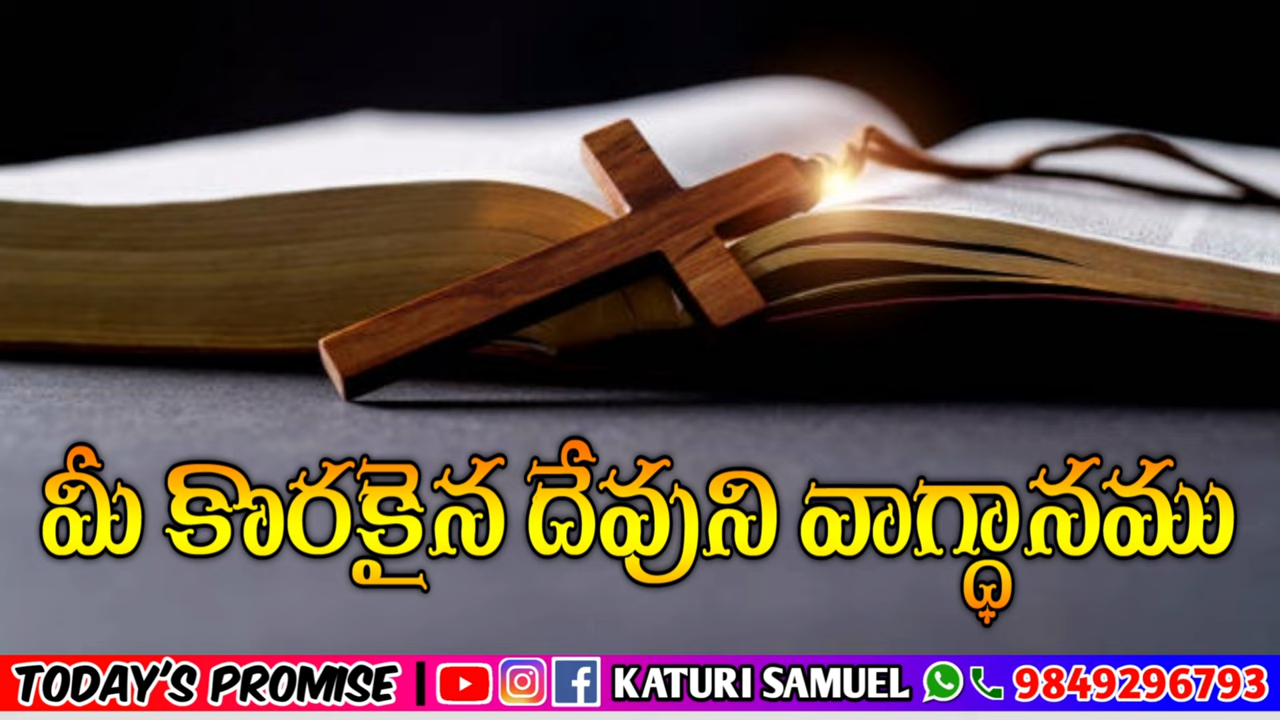 మీ కొరకైన దేవుని వాగ్ధానము
TODAY'S PROMISE | KATURI SAMUEL 9849296793